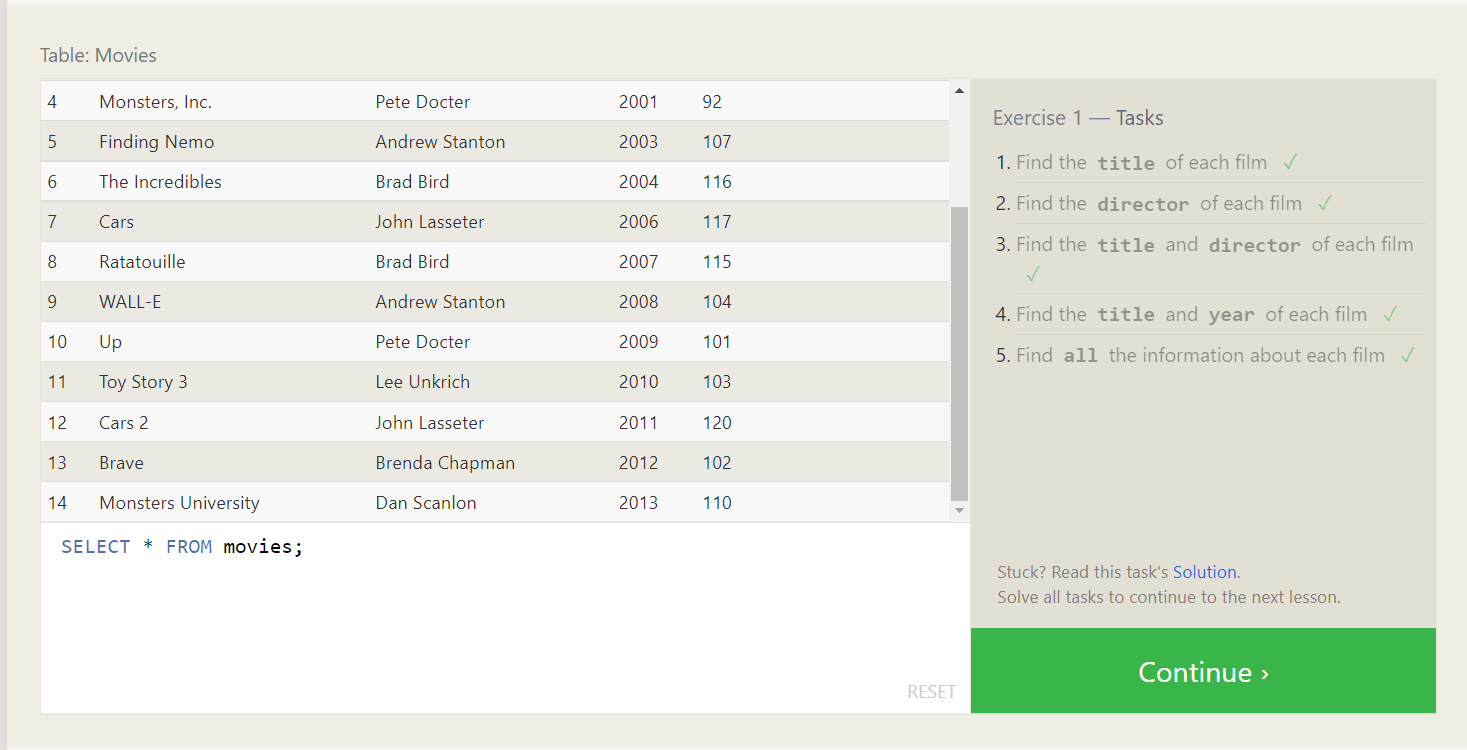 Table: Movies
4 Monsters, Inc. Pete Docter 2001 92
5 Finding Nemo Andrew Stanton 2003 107
6 The Incredibles Brad Bird 2004 116
7 Cars John Lasseter 2006 117
8 Ratatouille Brad Bird 2007 115
9 WALL-E Andrew Stanton 2008 104
10 Up Pete Docter 2009 101
11 Toy Story 3 Lee Unkrich 2010 103
12 Cars 2 John Lasseter 2011 120
13 Brave Brenda Chapman 2012 102
14 Monsters University Dan Scanlon 2013 110
SELECT * FROM movies;
RESET
Exercise 1 — Tasks
1. Find the title of each film ✓
2. Find the director of each film ✓
3. Find the title and director of each film
✓
4. Find the title and year of each film ✓
5. Find all the information about each film ✓
Stuck? Read this task's Solution.
Solve all tasks to continue to the next lesson.
Continue ›